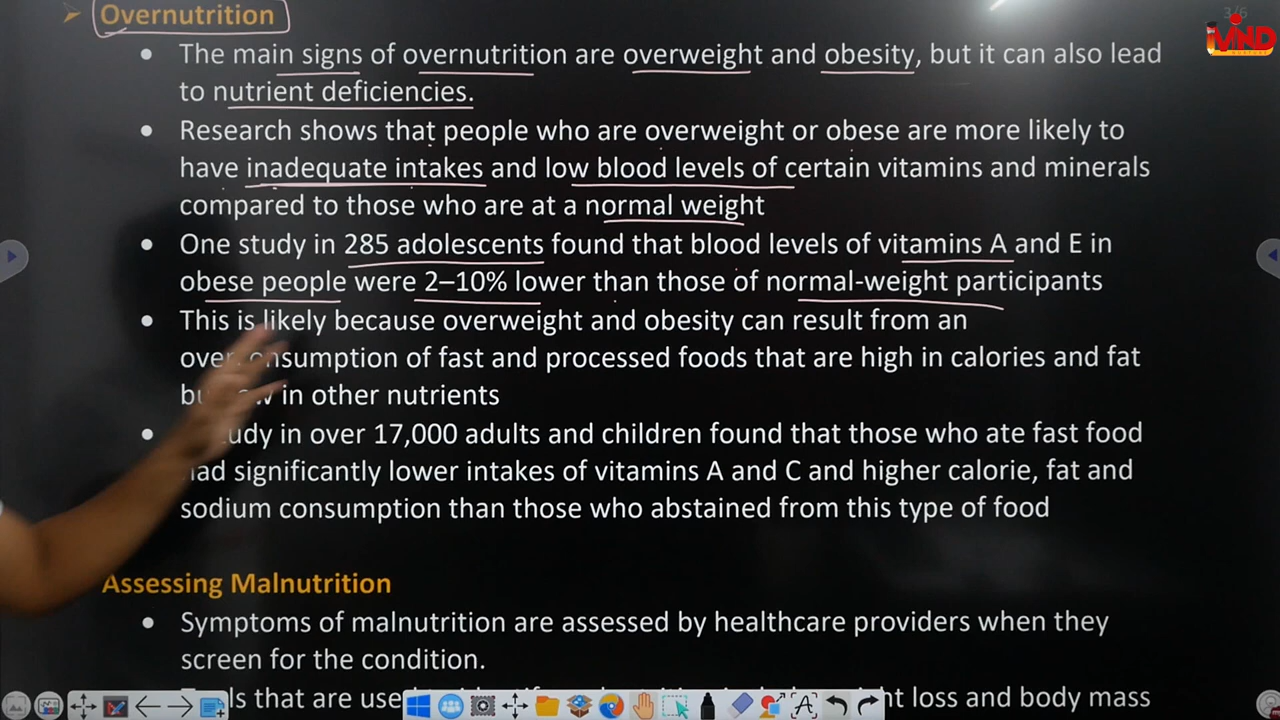 Overnutrition
3/6
iMIND
The main signs of overnutrition are overweight and obesity, but it can also lead
to nutrient deficiencies.
Research shows that people who are overweight or obese are more likely to
have inadequate intakes and low blood levels of certain vitamins and minerals
compared to those who are at a normal weight
One study in 285 adolescents found that blood levels of vitamins A and E in
obese people were 2–10% lower than those of normal-weight participants
This is likely because overweight and obesity can result from an
overconsumption of fast and processed foods that are high in calories and fat
in other nutrients
study in over 17,000 adults and children found that those who ate fast food
had significantly lower intakes of vitamins A and C and higher calorie, fat and
sodium consumption than those who abstained from this type of food
Assessing Malnutrition
Symptoms of malnutrition are assessed by healthcare providers when they
screen for the condition.
that are loss and body mass